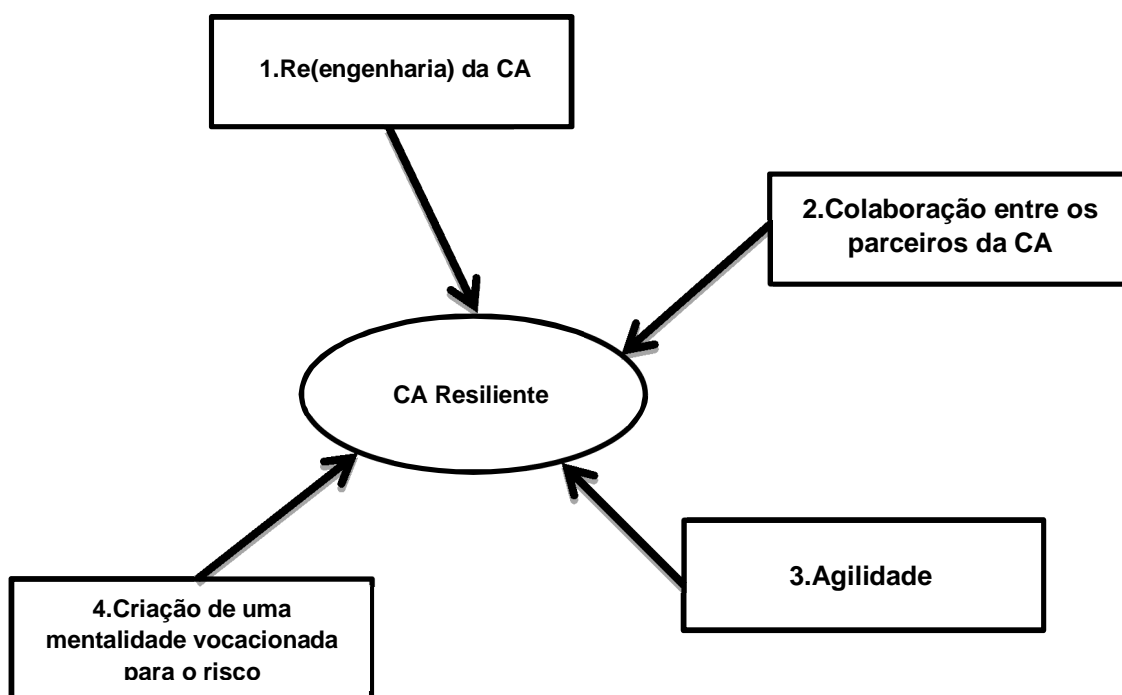 1.Re(engenharia) da CA
2.Colaboração entre os
parceiros da CA
CA Resiliente
3.Agilidade
4.Criação de uma
mentalidade vocacionada
para o risco